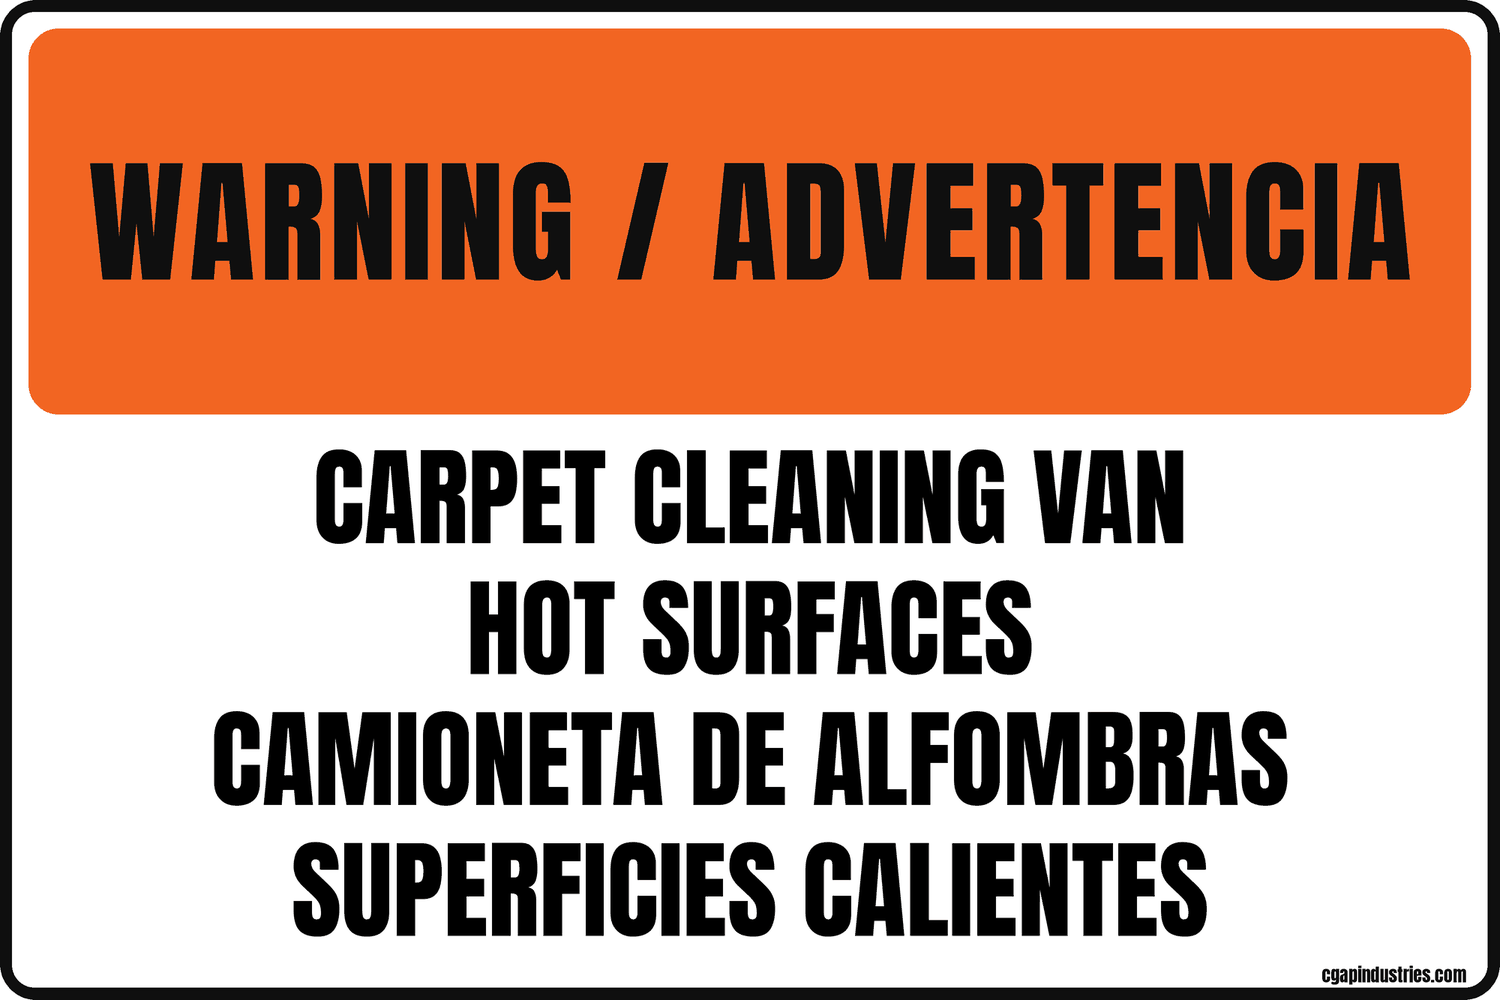 WARNING / ADVERTENCIA
CARPET CLEANING VAN
HOT SURFACES
CAMIONETA DE ALFOMBRAS
SUPERFICIES CALIENTES
cgapindustries.com